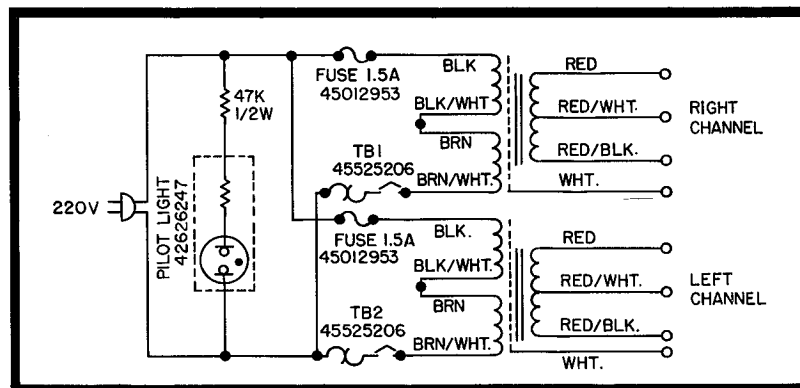 220V
47K
1/2W
PILOT LIGHT
42626247
FUSE 1.5A
45012953
BLK
BLK/WHT.
BRN
BRN/WHT.
TB1
45525206
RED
RED/WHT.
RED/BLK.
WHT.
RIGHT
CHANNEL
FUSE 1.5A
45012953
BLK.
BLK/WHT.
BRN
BRN/WHT.
TB2
45525206
RED
RED/WHT.
RED/BLK.
WHT.
LEFT
CHANNEL